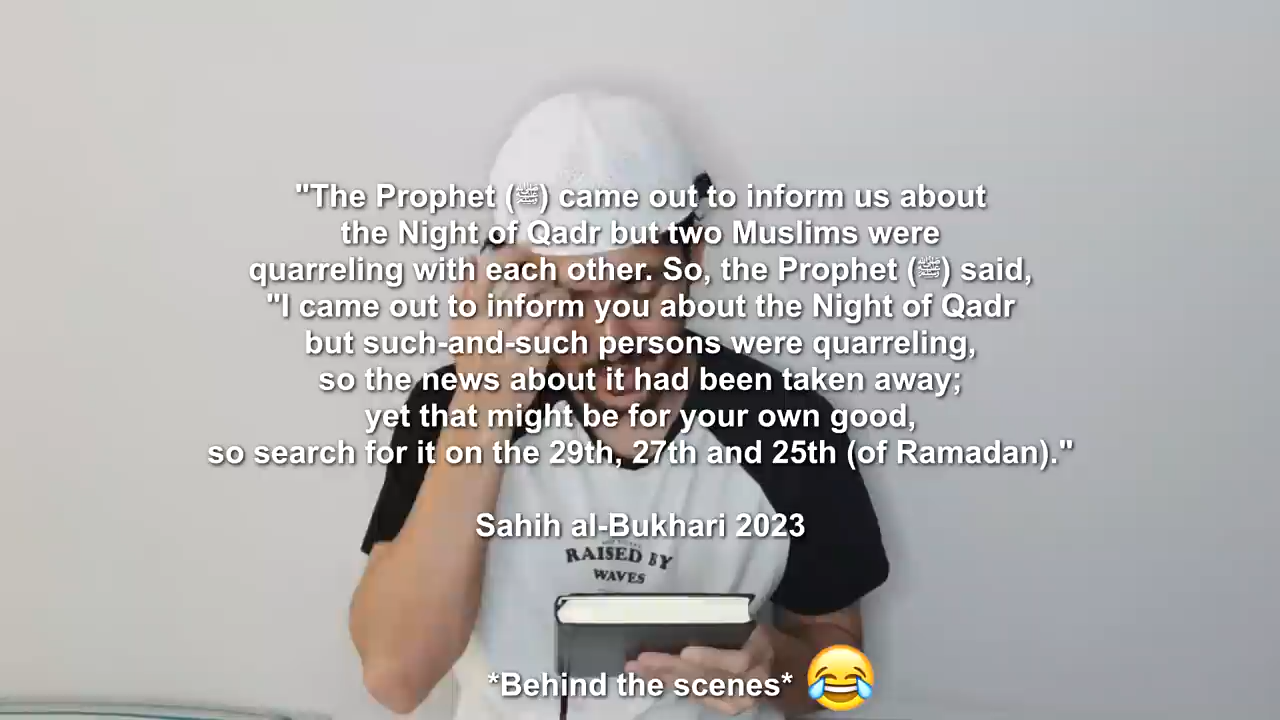 "The Prophet (ﷺ) came out to inform us about
the Night of Qadr but two Muslims were
quarreling with each other. So, the Prophet (ﷺ) said,
"I came out to inform you about the Night of Qadr
but such-and-such persons were quarreling,
so the news about it had been taken away;
yet that might be for your own good,
so search for it on the 29th, 27th and 25th (of Ramadan)."
Sahih al-Bukhari 2023
RAISED BY
WAVES
*Behind the scenes* 😂